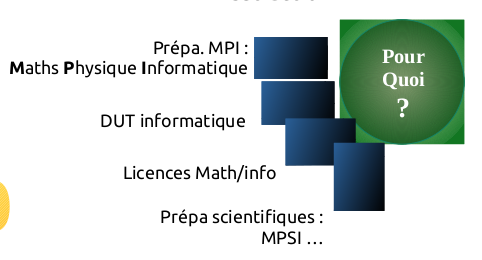 Prépa. MPI :
Maths Physique Informatique
DUT informatique
Licences Math/info
Prépa scientifiques :
MPSI …
Pour
Quoi
?